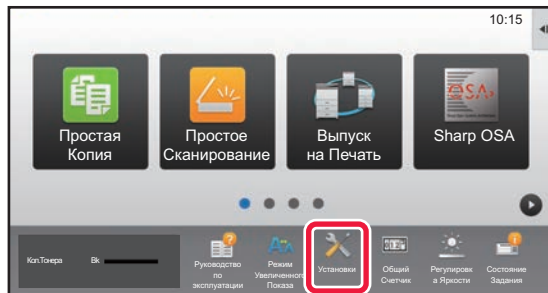 10:15
Простая
Копия
Простое
Сканирование
Выпуск
на Печать
Sharp OSA
Кол.Тонера
Bk
Руководство
по
эксплуатации
Режим
Увеличенного
Показа
Установки
Общий
Счетчик
Регулировк
а Яркости
Состояние
Задания